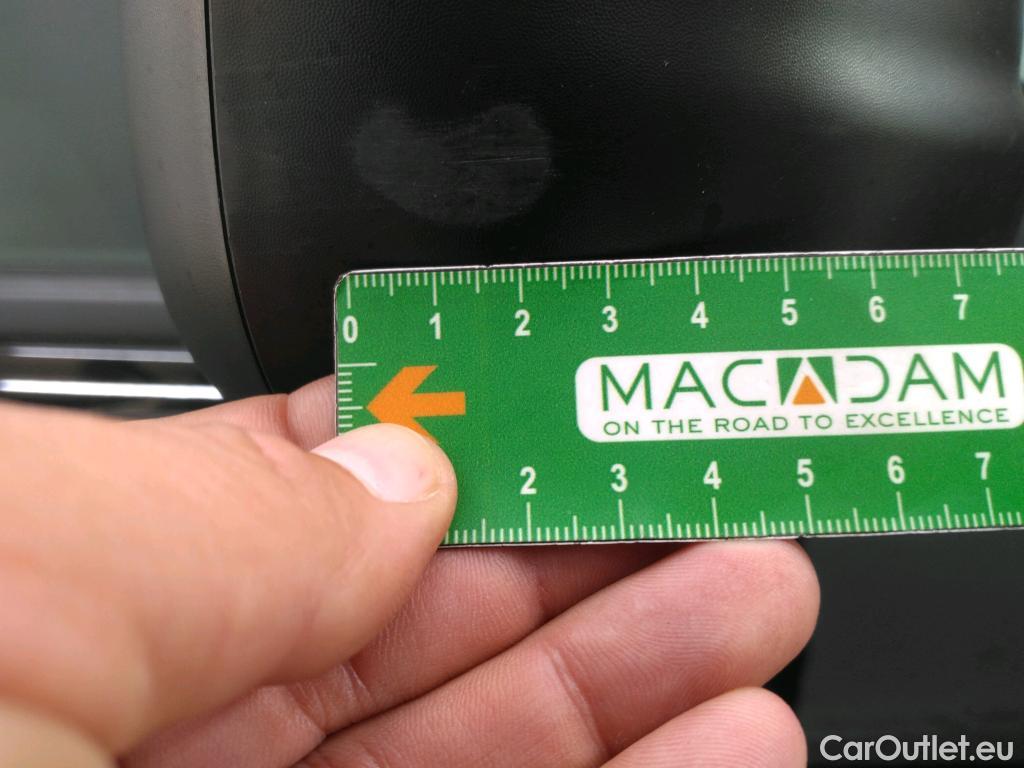 0 1 2 3 4 5 6 7
MACADAM
ON THE ROAD TO EXCELLENCE
2 3 4 5 6 7
CarOutlet.eu